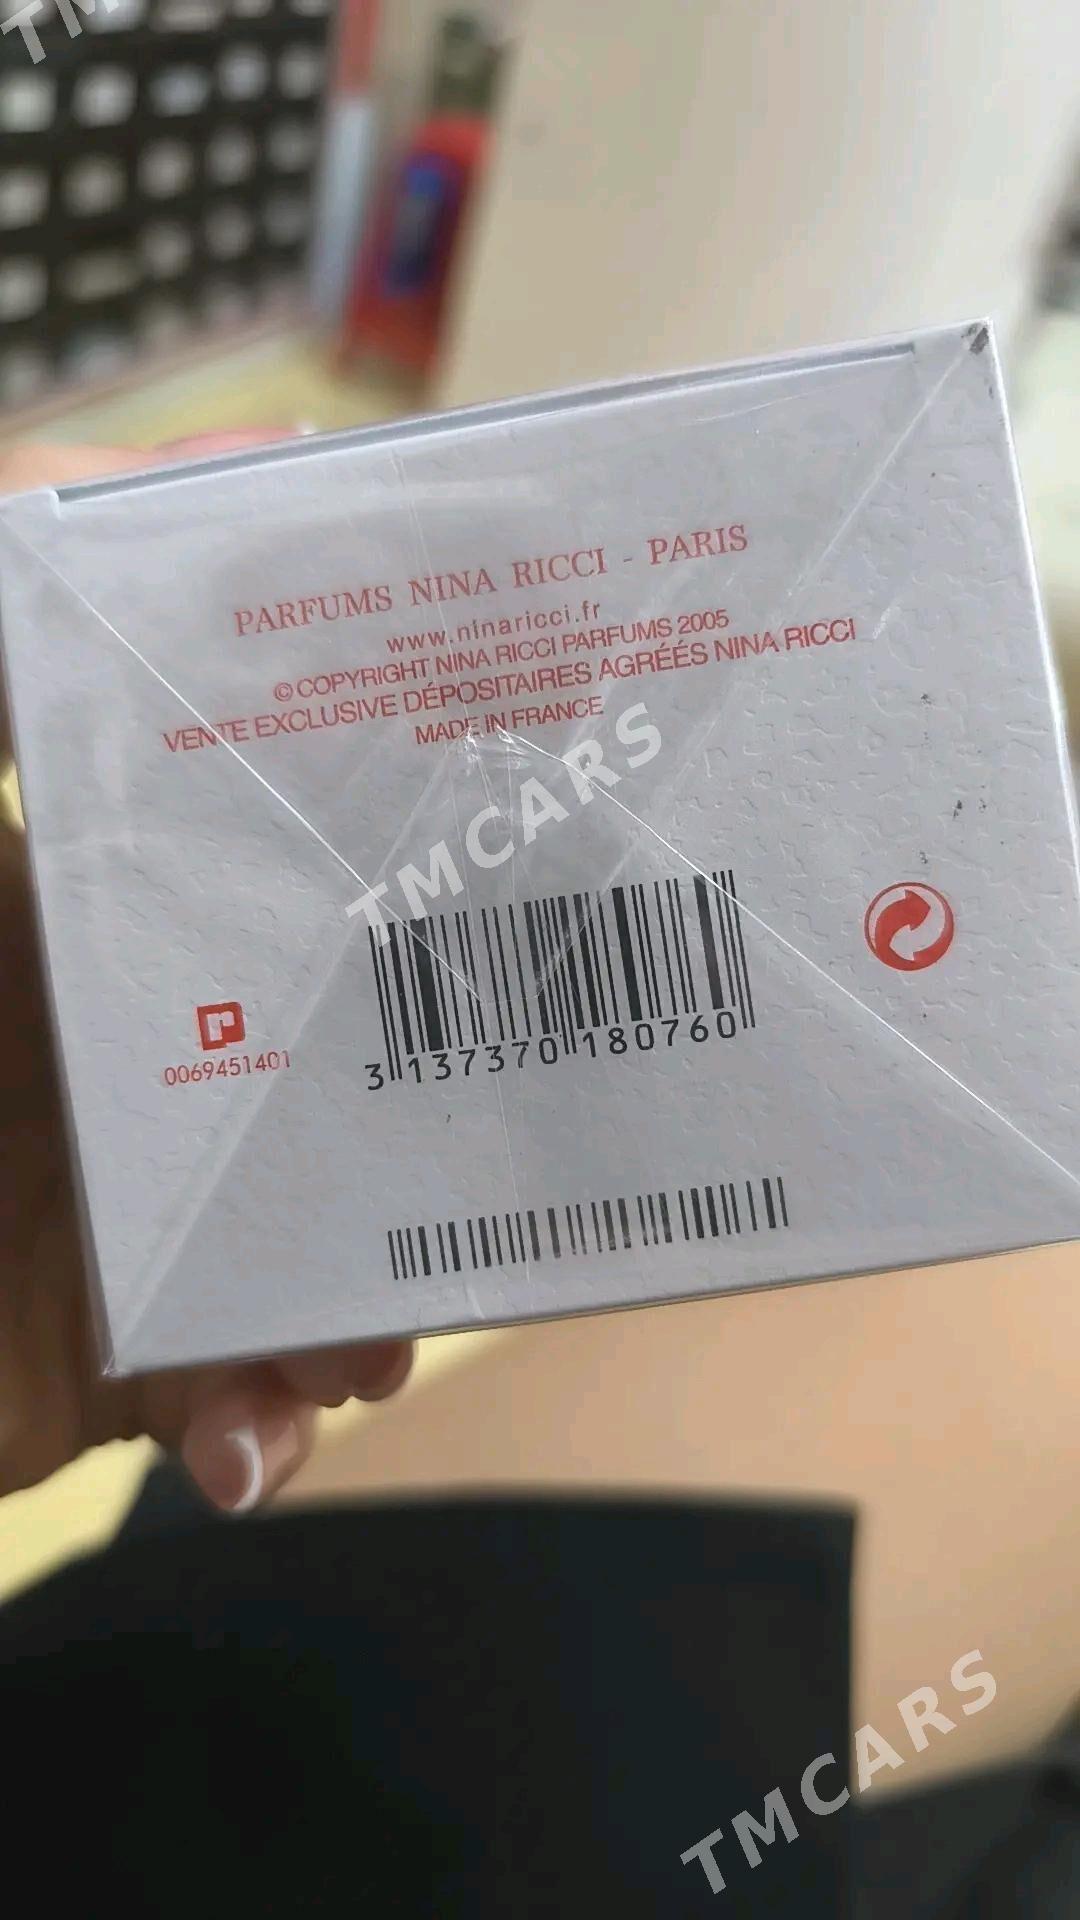 TM
PARFUMS NINA RICCI - PARIS
www.ninaricci.fr
© COPYRIGHT NINA RICCI PARFUMS 2005
VENTE EXCLUSIVE DÉPOSITAIRES AGRÉÉS NINA RICCI
MADE IN FRANCE
TMCARS
0069451401
3 137370 180760
TMCARS